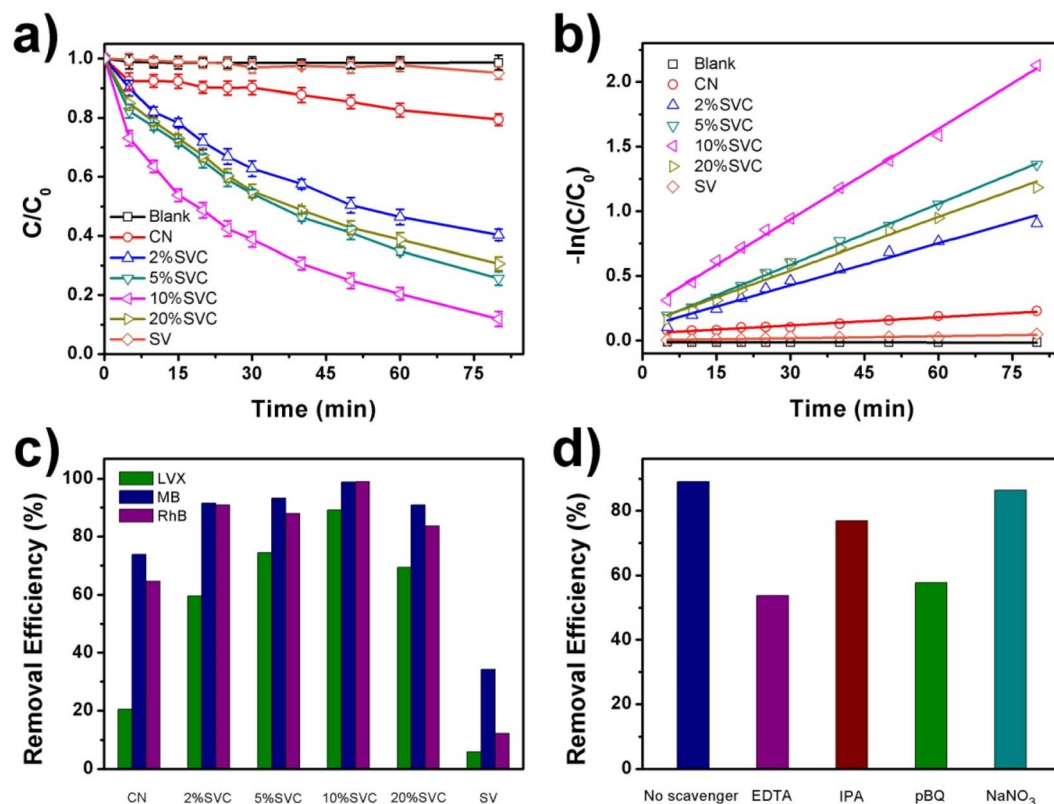 a)
C/C0
1.0
0.8
0.6
0.4
0.2
0.0
Blank
CN
2%SVC
5%SVC
10%SVC
20%SVC
SV
0 15 30 45 60 75
Time (min)
b)
-ln(C/C0)
2.0
1.5
1.0
0.5
0.0
Blank
CN
2%SVC
5%SVC
10%SVC
20%SVC
SV
0 15 30 45 60 75
Time (min)
c)
Removal Efficiency (%)
100
80
60
40
20
0
LVX
MB
RhB
CN 2%SVC 5%SVC 10%SVC 20%SVC SV
d)
Removal Efficiency (%)
80
60
40
20
0
No scavenger EDTA IPA pBQ NaNO3